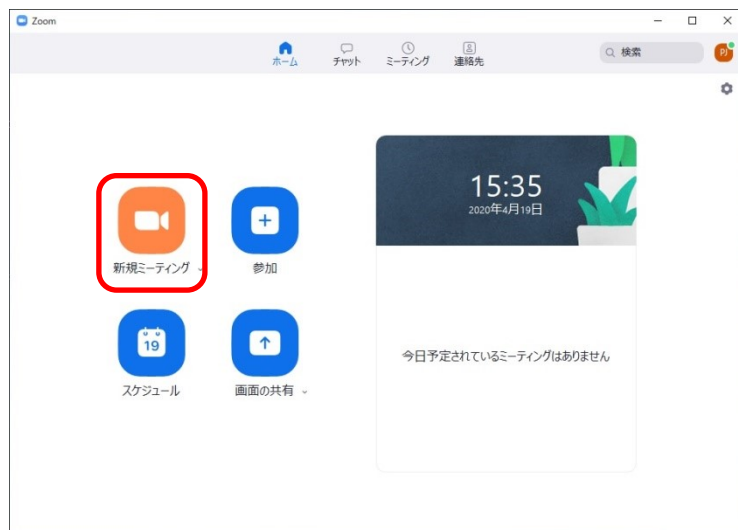 Zoom
ホーム
チャット
ミーティング
連絡先
検索
PJ
15:35
2020年4月19日
新規ミーティング
参加
19
スケジュール
画面の共有
今日予定されているミーティングはありません